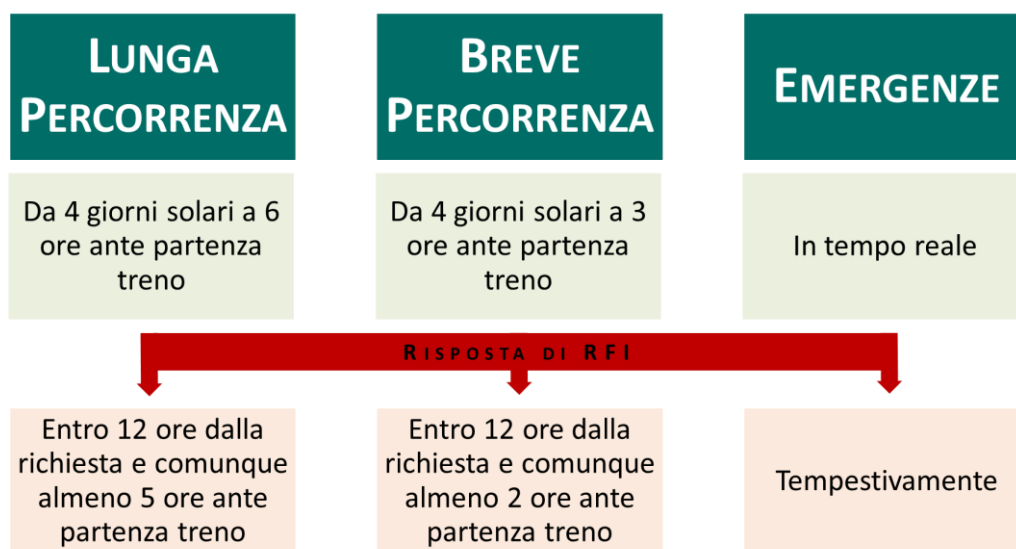 LUNGA
PERCORRENZA
BREVE
PERCORRENZA
EMERGENZE
Da 4 giorni solari a 6
ore ante partenza
treno
Da 4 giorni solari a 3
ore ante partenza
treno
In tempo reale
RISPOSTA DI RFI
Entro 12 ore dalla
richiesta e comunque
almeno 5 ore ante
partenza treno
Entro 12 ore dalla
richiesta e comunque
almeno 2 ore ante
partenza treno
Tempestivamente